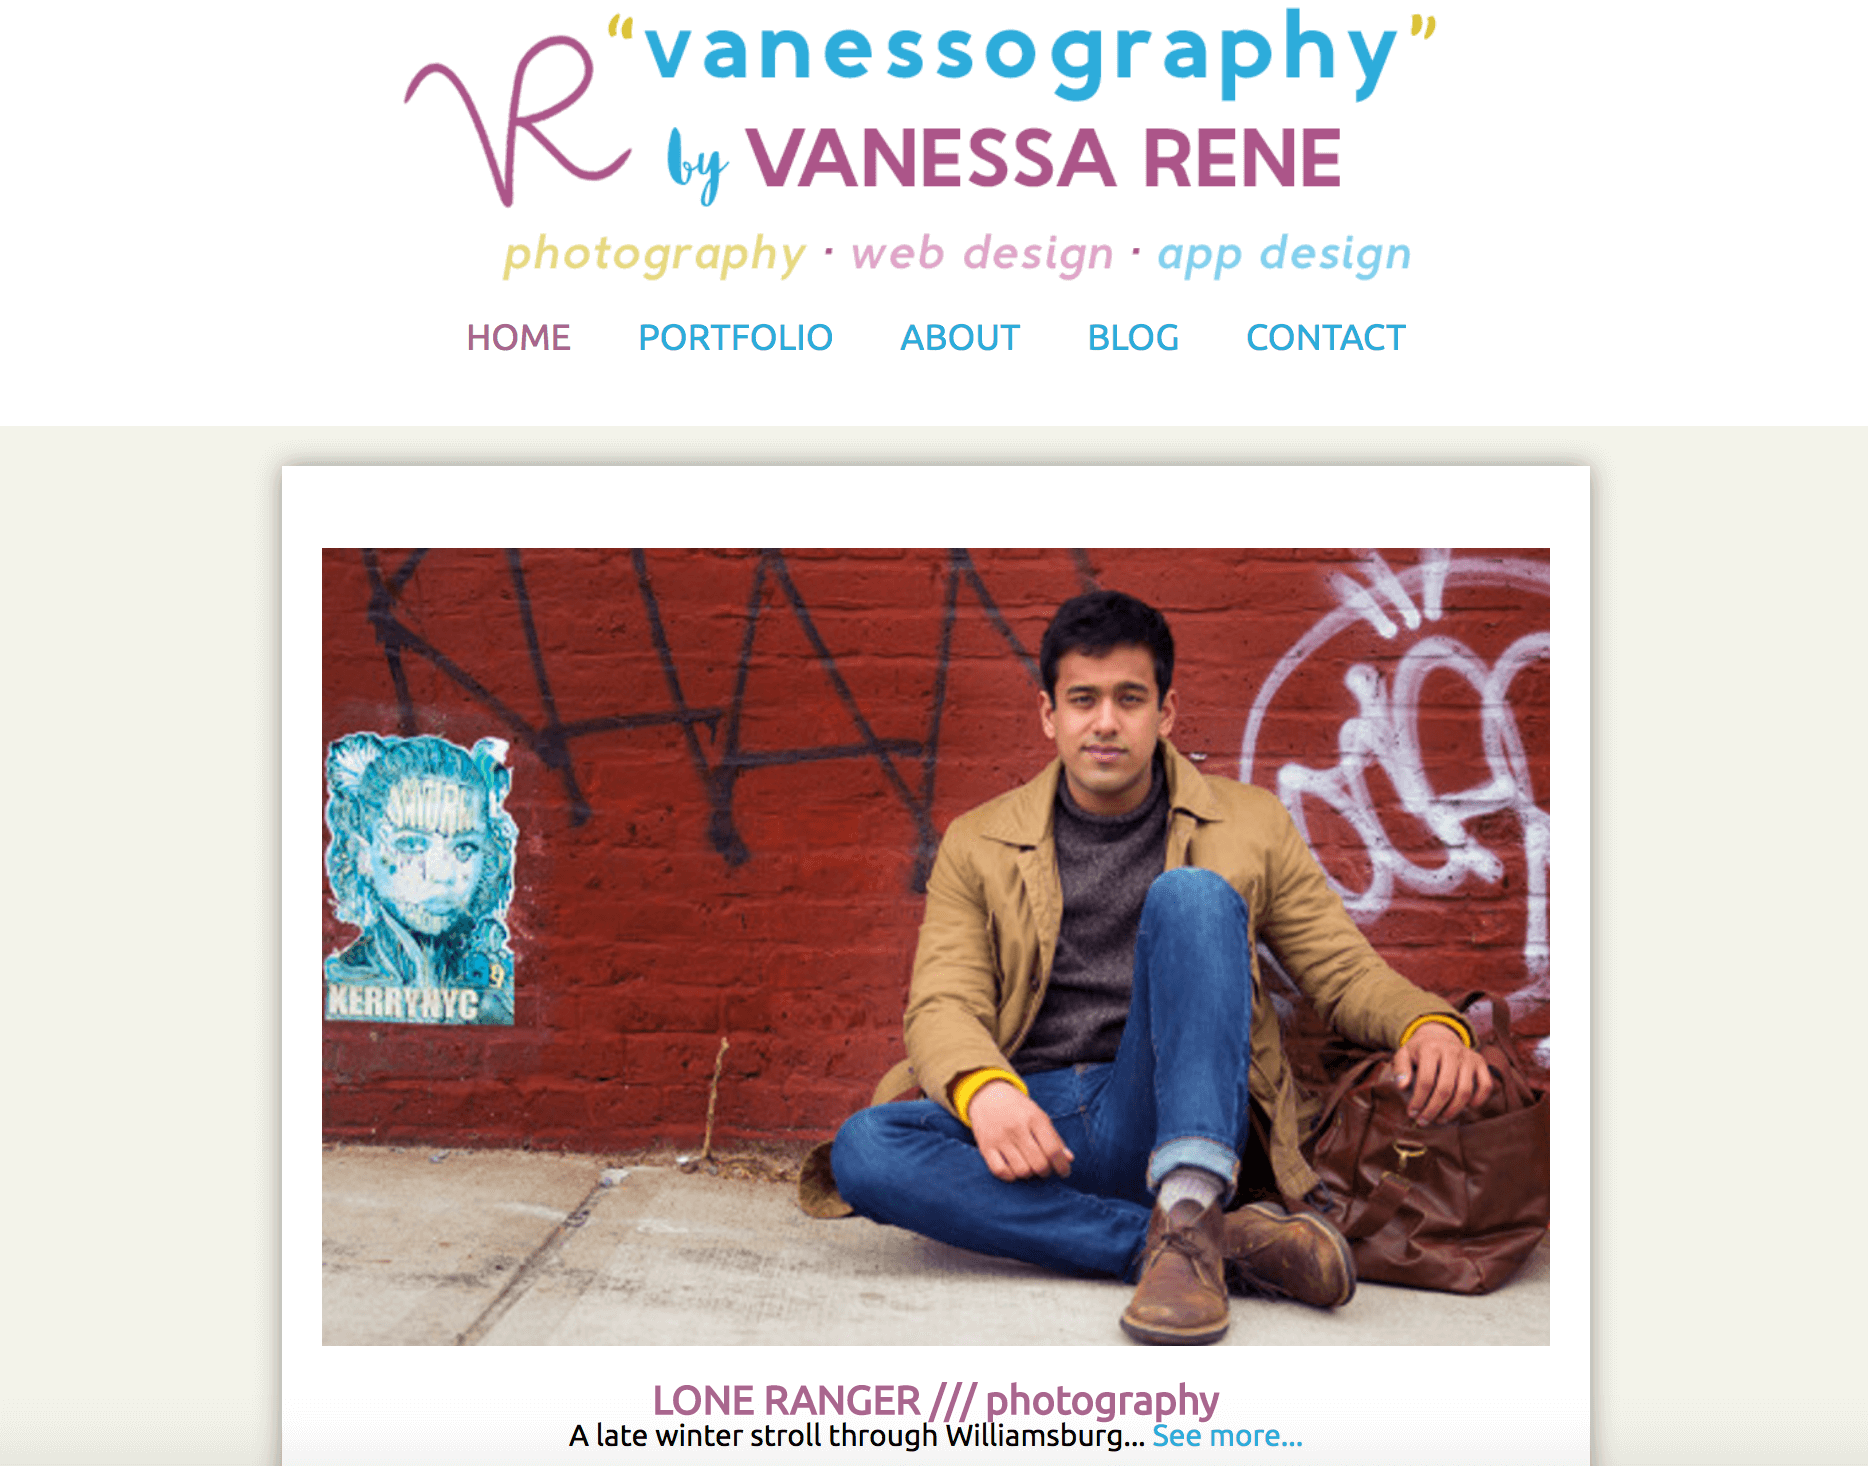 VR "vanessography"
by VANESSA RENE
photography · web design · app design
HOME PORTFOLIO ABOUT BLOG CONTACT
KERRYNYC
LONE RANGER /// photography
A late winter stroll through Williamsburg... See more...